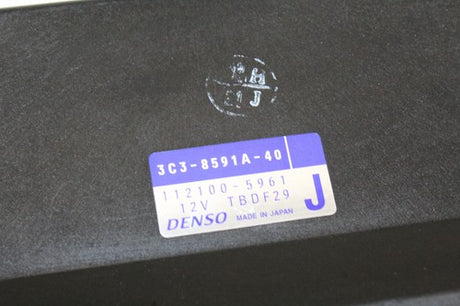 3C3-8591A-40
112100-5961
12V TBDF29
DENSO MADE IN JAPAN
J